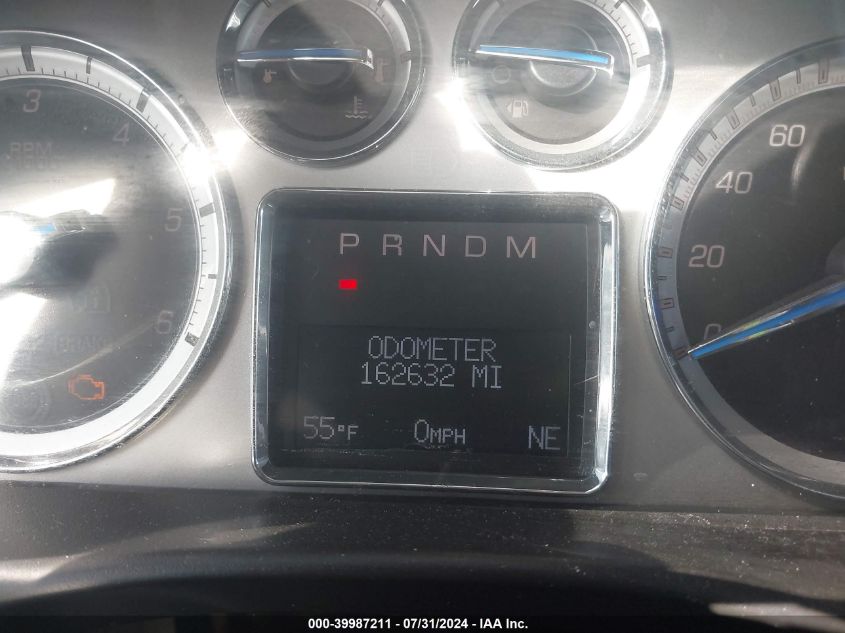 3
4
5
6
RPM
P R N D M
ODOMETER
162632 MI
55°F 0MPH NE
60
40
20
0
000-39987211 - 07/31/2024 - IAA Inc.